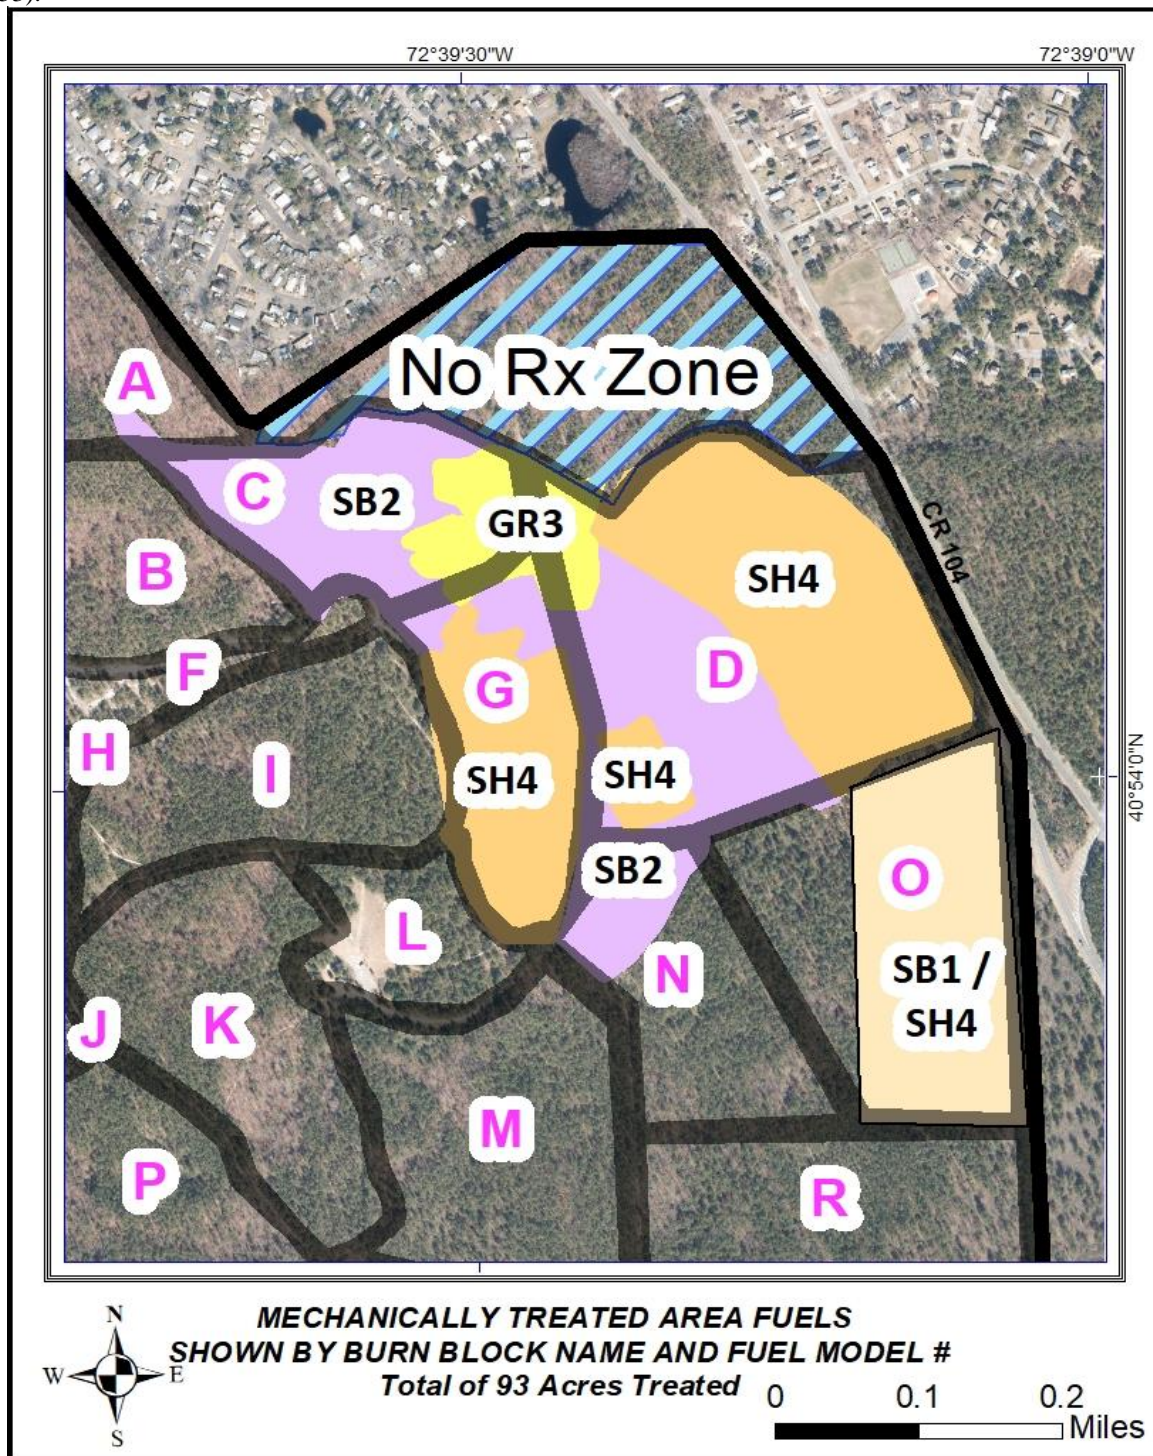 72°39'30"W
72°39'0"W
No Rx Zone
A
C
SB2
GR3
CR 104
B
SH4
F
G
D
H
I
SH4
SH4
40°54'0"N
SB2
O
L
N
SB1 /
SH4
J
K
M
P
R
N
W
E
S
MECHANICALLY TREATED AREA FUELS
SHOWN BY BURN BLOCK NAME AND FUEL MODEL #
Total of 93 Acres Treated
0
0.1
0.2
Miles